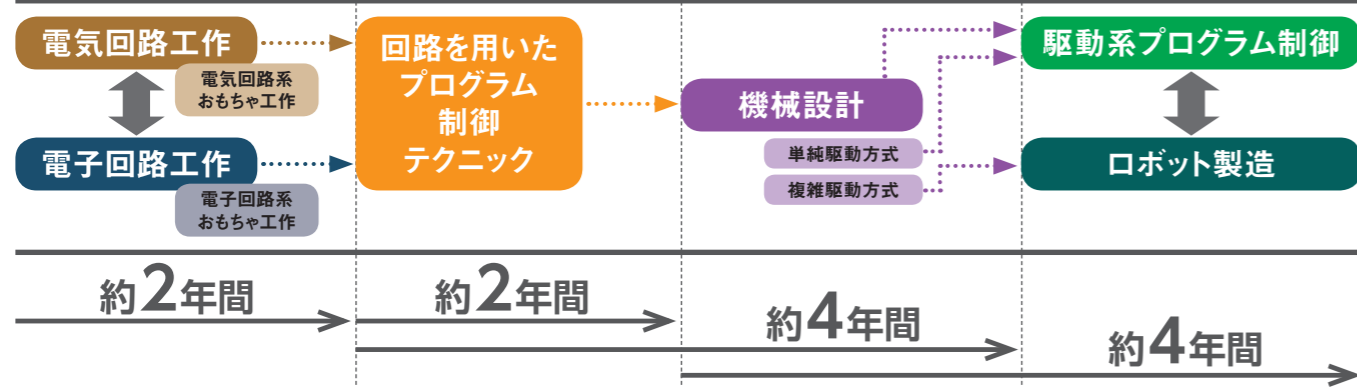 電気回路工作
電気回路系
おもちゃ工作
電子回路工作
電子回路系
おもちゃ工作
回路を用いた
プログラム
制御
テクニック
機械設計
単純駆動方式
複雑駆動方式
駆動系プログラム制御
ロボット製造
約2年間
約2年間
約4年間
約4年間